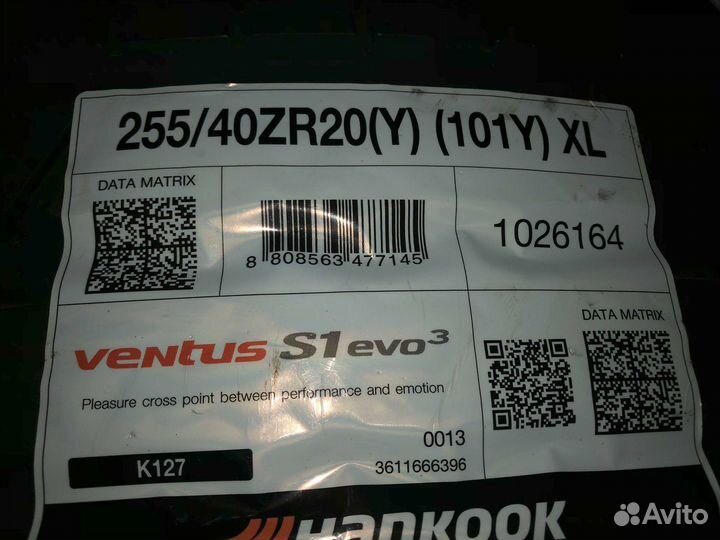 255/40ZR20(Y) (101Y) XL
DATA MATRIX
8 808563 477145
1026164
ventus S1 evo3
Pleasure cross point between performance and emotion
DATA MATRIX
0013
K127
3611666396
HANKOOK
Avito